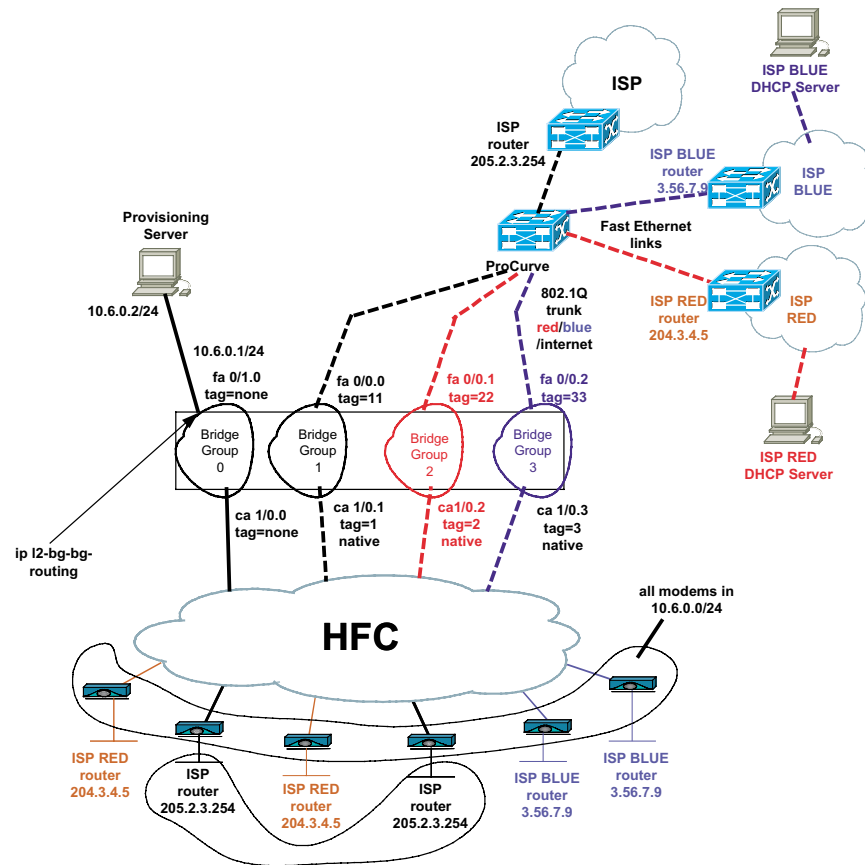 ISP
ISP BLUE
DHCP Server
ISP
router
205.2.3.254
ISP BLUE
router
3.56.7.9
ISP
BLUE
Provisioning
Server
Fast Ethernet
links
ProCurve
10.6.0.2/24
802.1Q
trunk
red/blue
/internet
ISP RED
router
204.3.4.5
ISP
RED
10.6.0.1/24
fa 0/1.0
tag=none
fa 0/0.0
tag=11
fa 0/0.1
tag=22
fa 0/0.2
tag=33
ISP RED
DHCP Server
Bridge
Group
0
Bridge
Group
1
Bridge
Group
2
Bridge
Group
3
ca 1/0.0
tag=none
ca 1/0.1
tag=1
native
ca1/0.2
tag=2
native
ca 1/0.3
tag=3
native
ip l2-bg-bg-
routing
all modems in
10.6.0.0/24
HFC
ISP RED
router
204.3.4.5
ISP
router
205.2.3.254
ISP RED
router
204.3.4.5
ISP
router
205.2.3.254
ISP BLUE
router
3.56.7.9
ISP BLUE
router
3.56.7.9